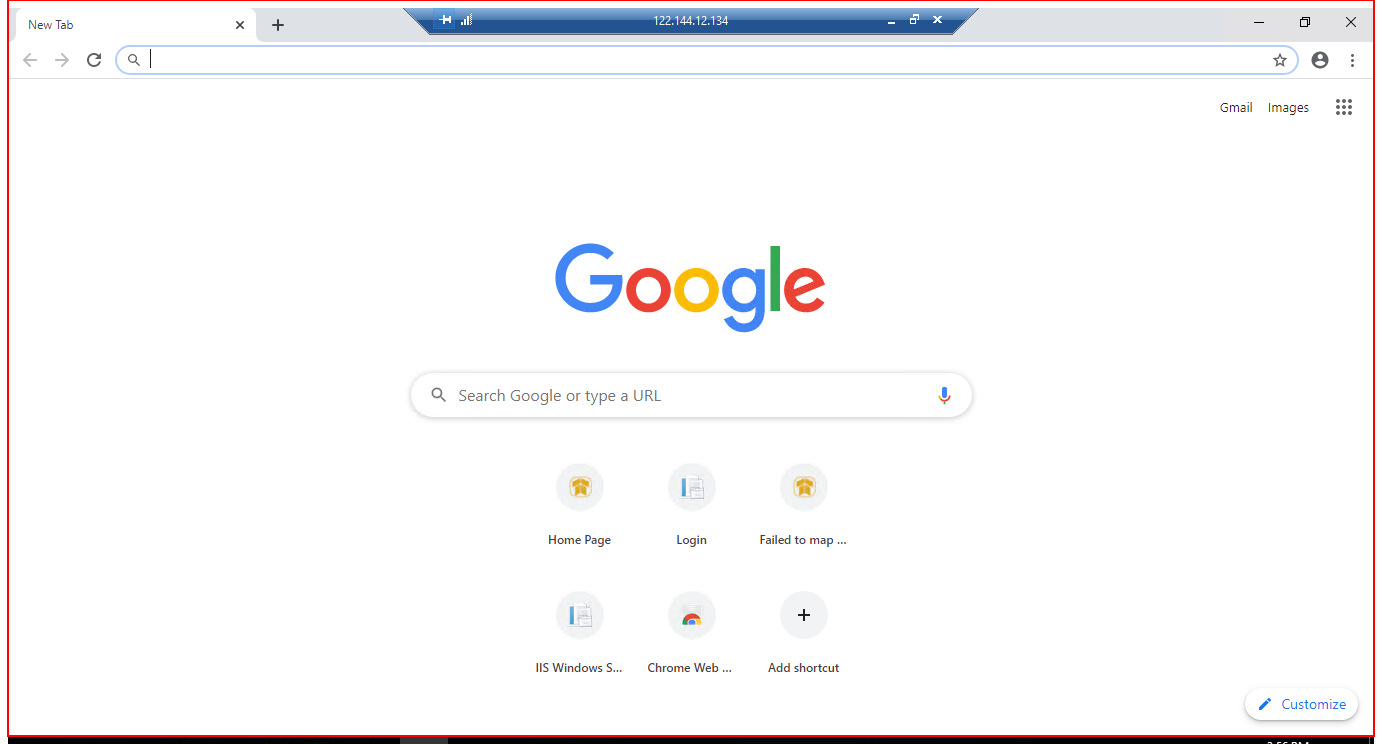 New Tab
122.144.12.134
Gmail Images
Google
Search Google or type a URL
Home Page Login Failed to map ...
IIS Windows S... Chrome Web ... Add shortcut
Customize